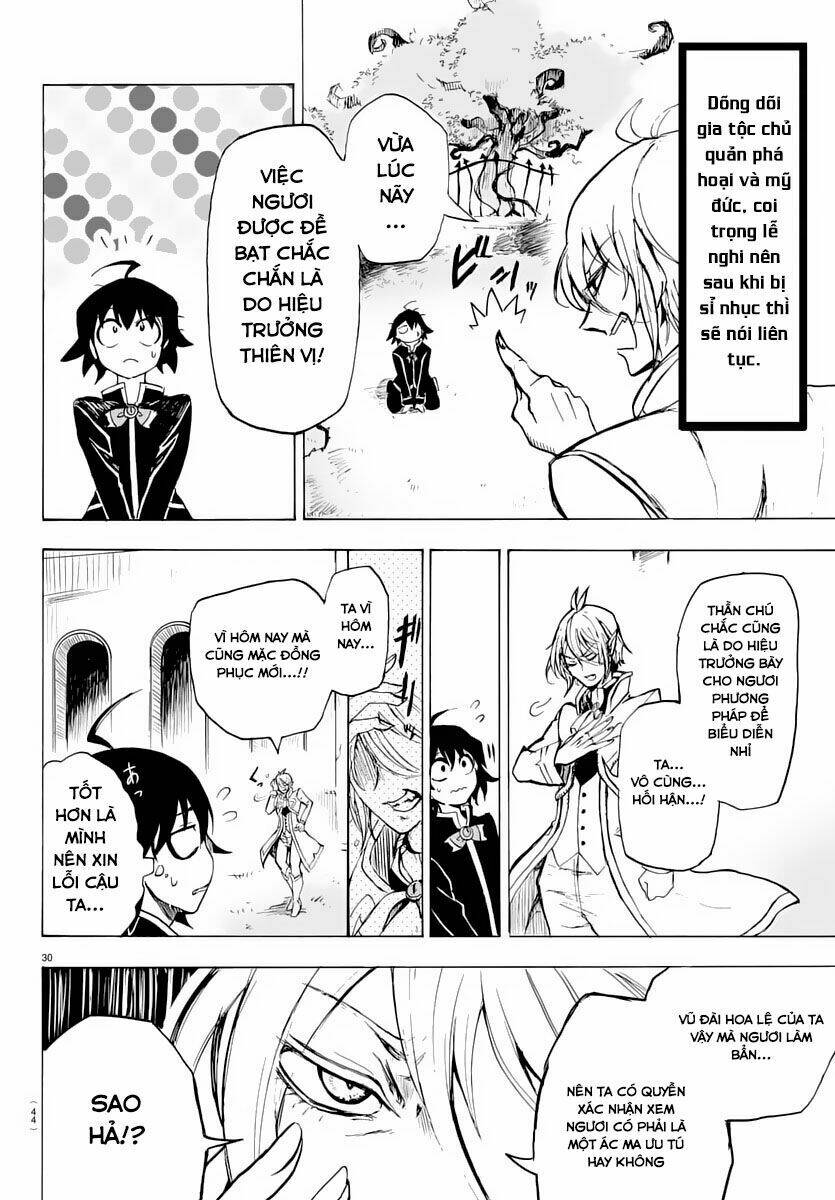 Dồng dõi
gia tộc chủ
quản phá
hoại và mỹ
đức, coi
trọng lễ
nghi nên
sau khi bị
sỉ nhục thì
sẽ nói liên
tục.
VỪA
LÚC
NÃY
...
VIỆC
NGƯƠI
ĐƯỢC ĐỀ
BẠT CHẮC
CHẮN LÀ
DO HIỆU
TRƯỞNG
THIÊN VỊ!
ビシッ
THẦN CHÚ
CHẮC CŨNG
LÀ DO HIỆU
TRƯỞNG BÀY
CHO NGƯƠI
PHƯƠNG
PHÁP ĐỂ
BIỂU DIỄN
NHỈ
TA...
VÔ CÙNG...
HỐI HẬN...!
TA VÌ
HÔM NAY...
VÌ HÔM NAY MÀ
CŨNG MẶC ĐỒNG
PHỤC MỚI...!!
TỐT
HƠN LÀ
MÌNH
NÊN XIN
LỖI CẬU
TA...
30
VŨ ĐÀI HOA LỆ CỦA TA
VẬY MÀ NGƯƠI LÀM
BẨN...
NÊN TA CÓ QUYỀN
XÁC NHẬN XEM
NGƯƠI CÓ PHẢI LÀ
MỘT ÁC MA ƯU TÚ
HAY KHÔNG
SAO
HẢ!?
(44)